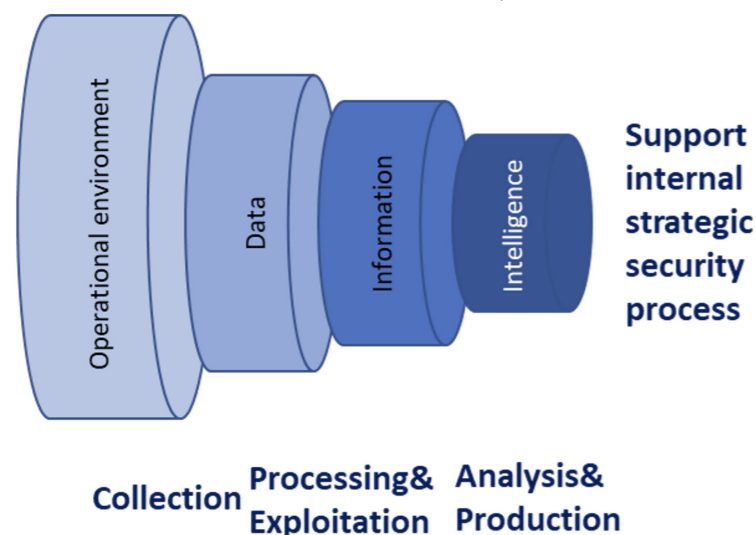 Operational environment
Data
Information
Intelligence
Support
internal
strategic
security
process
Collection
Processing&
Exploitation
Analysis&
Production